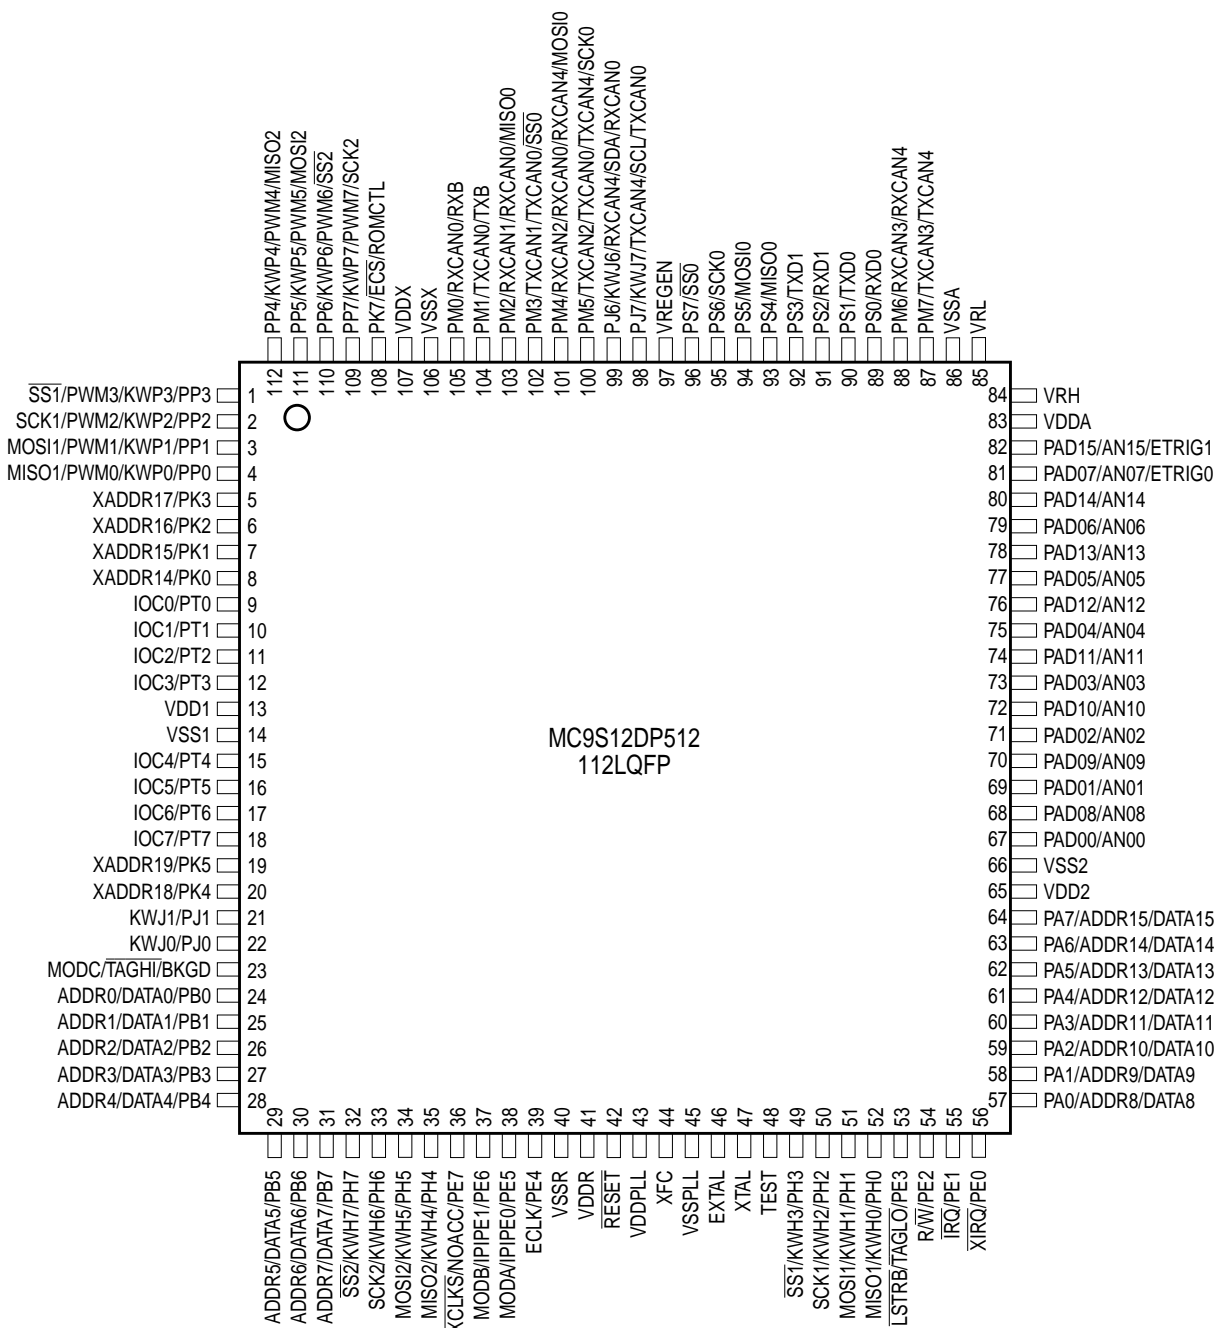 PP4/KWP4/PWM4/MISO2
PP5/KWP5/PWM5/MOSI2
PP6/KWP6/PWM6/SS2
PP7/KWP7/PWM7/SCK2
PK7/ECS/ROMCTL
VDDX
VSSX
PM0/RXCAN0/RXB
PM1/TXCAN0/TXB
PM2/RXCAN1/RXCAN0/MISO0
PM3/TXCAN1/TXCAN0/SS0
PM4/RXCAN2/RXCAN0/RXCAN4/MOSI0
PM5/TXCAN2/TXCAN0/TXCAN4/SCK0
PJ6/KWJ6/RXCAN4/SDA/RXCAN0
PJ7/KWJ7/TXCAN4/SCL/TXCAN0
VREGEN
PS7/SS0
PS6/SCK0
PS5/MOSI0
PS4/MISO0
PS3/TXD1
PS2/RXD1
PS1/TXD0
PS0/RXD0
PM6/RXCAN3/RXCAN4
PM7/TXCAN3/TXCAN4
VSSA
VRL
112
111
110
109
108
107
106
105
104
103
102
101
100
99
98
97
96
95
94
93
92
91
90
89
88
87
86
85
SS1/PWM3/KWP3/PP3 1
SCK1/PWM2/KWP2/PP2 2
MOSI1/PWM1/KWP1/PP1 3
MISO1/PWM0/KWP0/PP0 4
XADDR17/PK3 5
XADDR16/PK2 6
XADDR15/PK1 7
XADDR14/PK0 8
IOC0/PT0 9
IOC1/PT1 10
IOC2/PT2 11
IOC3/PT3 12
VDD1 13
VSS1 14
IOC4/PT4 15
IOC5/PT5 16
IOC6/PT6 17
IOC7/PT7 18
XADDR19/PK5 19
XADDR18/PK4 20
KWJ1/PJ1 21
KWJ0/PJ0 22
MODC/TAGHI/BKGD 23
ADDR0/DATA0/PB0 24
ADDR1/DATA1/PB1 25
ADDR2/DATA2/PB2 26
ADDR3/DATA3/PB3 27
ADDR4/DATA4/PB4 28
MC9S12DP512
112LQFP
84 VRH
83 VDDA
82 PAD15/AN15/ETRIG1
81 PAD07/AN07/ETRIG0
80 PAD14/AN14
79 PAD06/AN06
78 PAD13/AN13
77 PAD05/AN05
76 PAD12/AN12
75 PAD04/AN04
74 PAD11/AN11
73 PAD03/AN03
72 PAD10/AN10
71 PAD02/AN02
70 PAD09/AN09
69 PAD01/AN01
68 PAD08/AN08
67 PAD00/AN00
66 VSS2
65 VDD2
64 PA7/ADDR15/DATA15
63 PA6/ADDR14/DATA14
62 PA5/ADDR13/DATA13
61 PA4/ADDR12/DATA12
60 PA3/ADDR11/DATA11
59 PA2/ADDR10/DATA10
58 PA1/ADDR9/DATA9
57 PA0/ADDR8/DATA8
29
30
31
32
33
34
35
36
37
38
39
40
41
42
43
44
45
46
47
48
49
50
51
52
53
54
55
56
ADDR5/DATA5/PB5
ADDR6/DATA6/PB6
ADDR7/DATA7/PB7
SS2/KWH7/PH7
SCK2/KWH6/PH6
MOSI2/KWH5/PH5
MISO2/KWH4/PH4
XCLKS/NOACC/PE7
MODB/IPIPE1/PE6
MODA/IPIPE0/PE5
ECLK/PE4
VSSR
VDDR
RESET
VDDPLL
XFC
VSSPLL
EXTAL
XTAL
TEST
SS1/KWH3/PH3
SCK1/KWH2/PH2
MOSI1/KWH1/PH1
MISO1/KWH0/PH0
LSTRB/TAGLO/PE3
R/W/PE2
IRQ/PE1
XIRQ/PE0